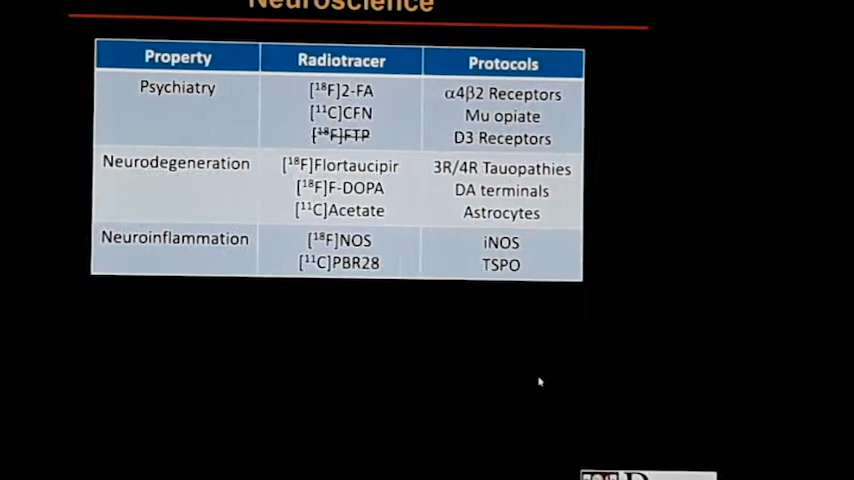 Neuroscience
Property Radiotracer Protocols
Psychiatry [¹⁸F]2-FA α4β2 Receptors
[¹¹C]CFN Mu opiate
[¹⁸F]FTP D3 Receptors
Neurodegeneration [¹⁸F]Flortaucipir 3R/4R Tauopathies
[¹⁸F]F-DOPA DA terminals
[¹¹C]Acetate Astrocytes
Neuroinflammation [¹⁸F]NOS iNOS
[¹¹C]PBR28 TSPO